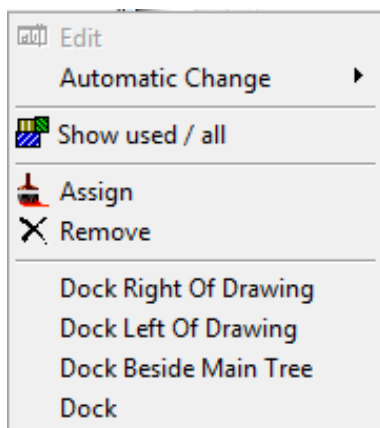 Edit
Automatic Change
Show used / all
Assign
Remove
Dock Right Of Drawing
Dock Left Of Drawing
Dock Beside Main Tree
Dock